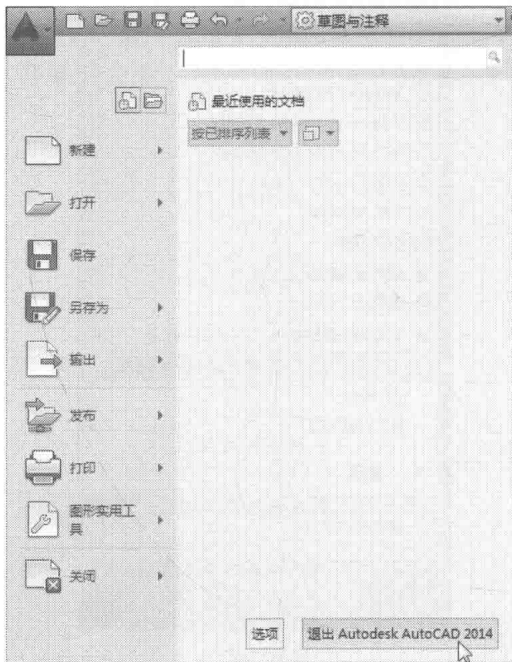 草图与注释
最近使用的文档
按已排序列表
新建
打开
保存
另存为
输出
发布
打印
图形实用工
具
关闭
选项
退出 Autodesk AutoCAD 2014